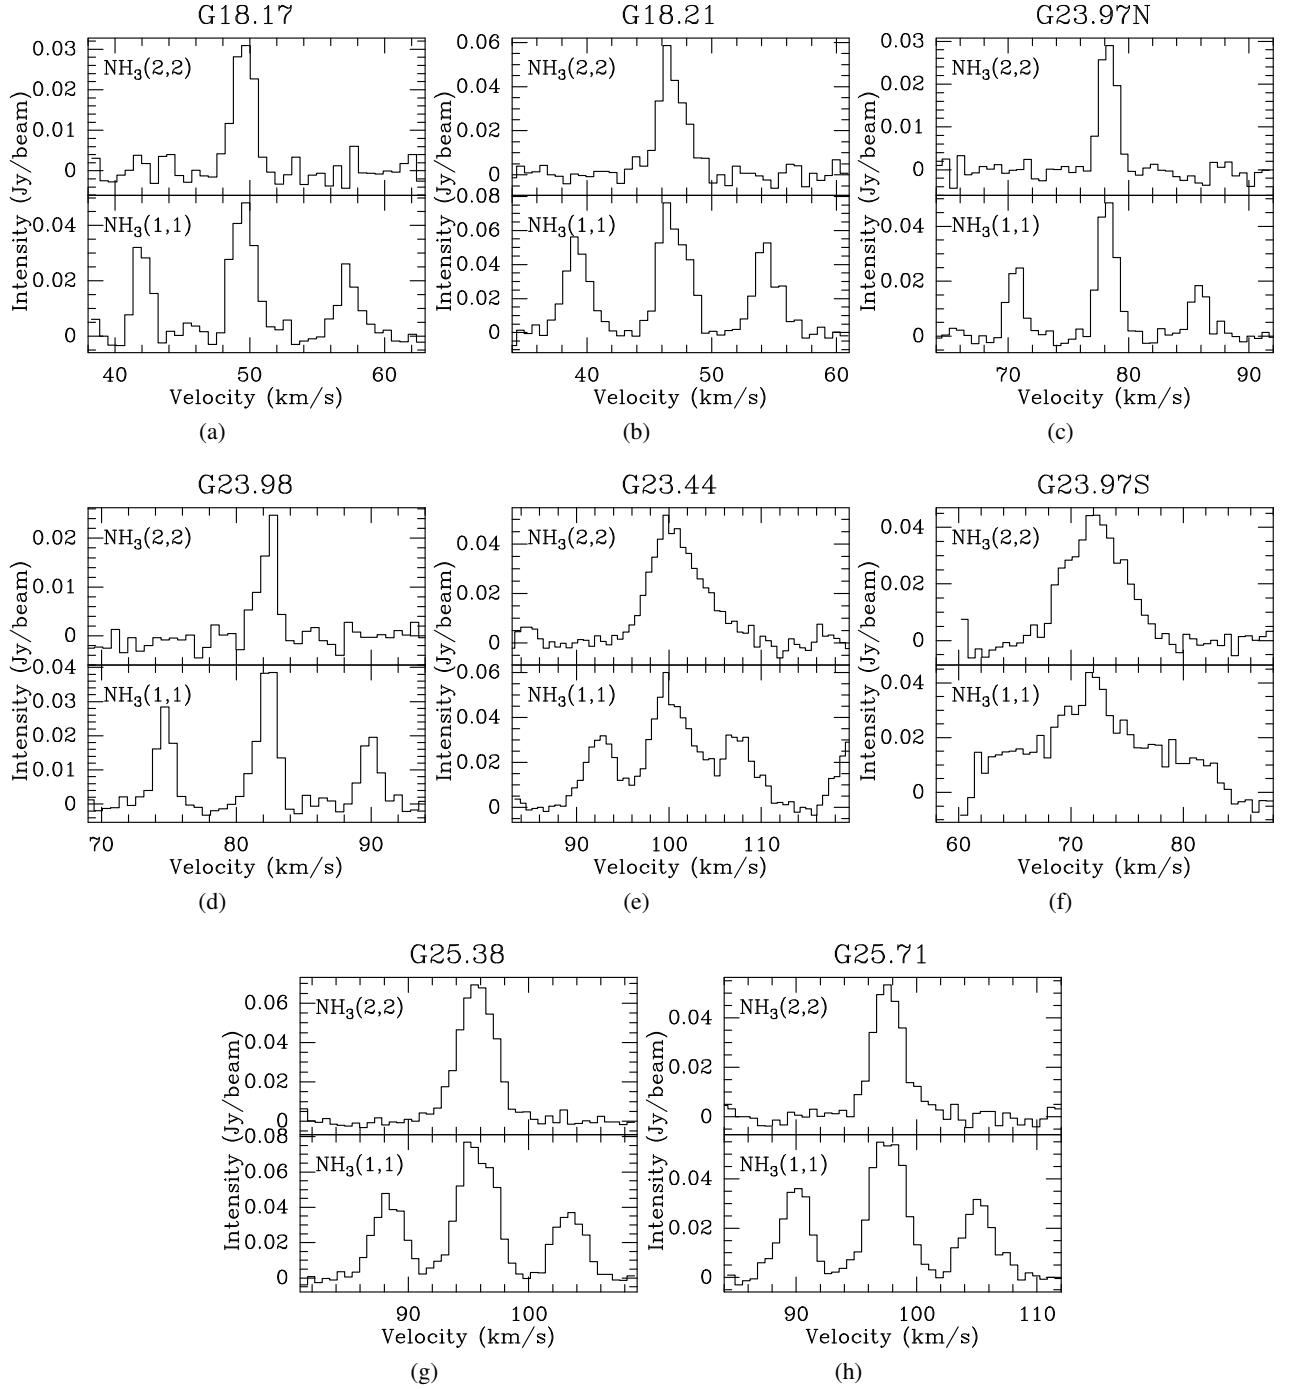 G18.17
G18.21
G23.97N
NH3(2,2)
NH3(2,2)
NH3(2,2)
0.03
0.02
0.01
0
0.06
0.04
0.02
0
0.03
0.02
0.01
0
NH3(1,1)
NH3(1,1)
NH3(1,1)
0.04
0.02
0
0.08
0.06
0.04
0.02
0
0.04
0.02
0
Intensity (Jy/beam)
Intensity (Jy/beam)
Intensity (Jy/beam)
40 50 60
40 50 60
70 80 90
Velocity (km/s)
Velocity (km/s)
Velocity (km/s)
(a)
(b)
(c)
G23.98
G23.44
G23.97S
NH3(2,2)
NH3(2,2)
NH3(2,2)
0.02
0.01
0
0.04
0.02
0
0.04
0.02
0
NH3(1,1)
NH3(1,1)
NH3(1,1)
0.04
0.03
0.02
0.01
0
0.06
0.04
0.02
0
0.04
0.02
0
Intensity (Jy/beam)
Intensity (Jy/beam)
Intensity (Jy/beam)
70 80 90
90 100 110
60 70 80
Velocity (km/s)
Velocity (km/s)
Velocity (km/s)
(d)
(e)
(f)
G25.38
G25.71
NH3(2,2)
NH3(2,2)
0.06
0.04
0.02
0
0.04
0.02
0
NH3(1,1)
NH3(1,1)
0.08
0.06
0.04
0.02
0
0.04
0.02
0
Intensity (Jy/beam)
Intensity (Jy/beam)
90 100
90 100 110
Velocity (km/s)
Velocity (km/s)
(g)
(h)